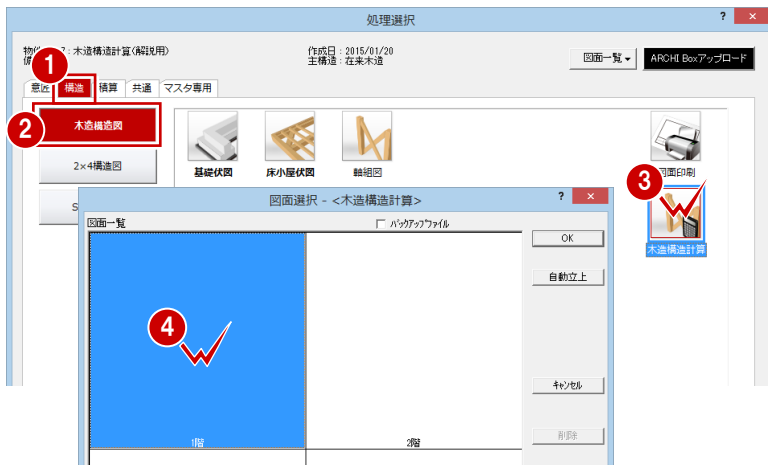 処理選択
? ×
: 木造構造計算(解説用)
作成日 : 2015/01/20
主構造 : 在来木造
図面一覧
ARCHI Boxアップロード
1
意匠 構造 積算 共通 マスタ専用
2
木造構造図
2×4構造図
S
基礎伏図
床小屋伏図
軸組図
図面印刷
3
木造構造計算
図面選択 - <木造構造計算>
? ×
図面一覧
バックアップファイル
OK
自動立上
キャンセル
削除
4
1階
2階